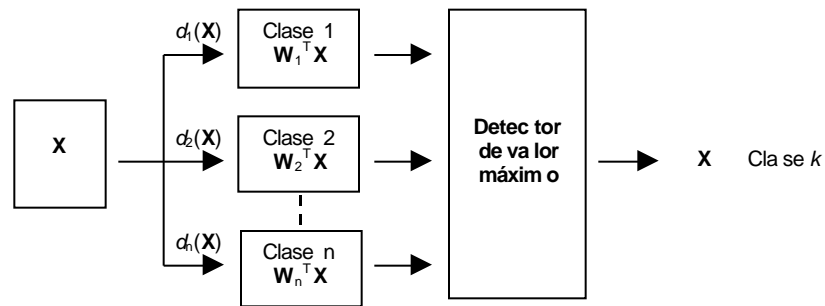 d₁(X)
Clase 1
W₁ᵀX
X
d₂(X)
Clase 2
W₂ᵀX
Detec tor
de va lor
máxim o
X Cla se k
dₙ(X)
Clase n
WₙᵀX